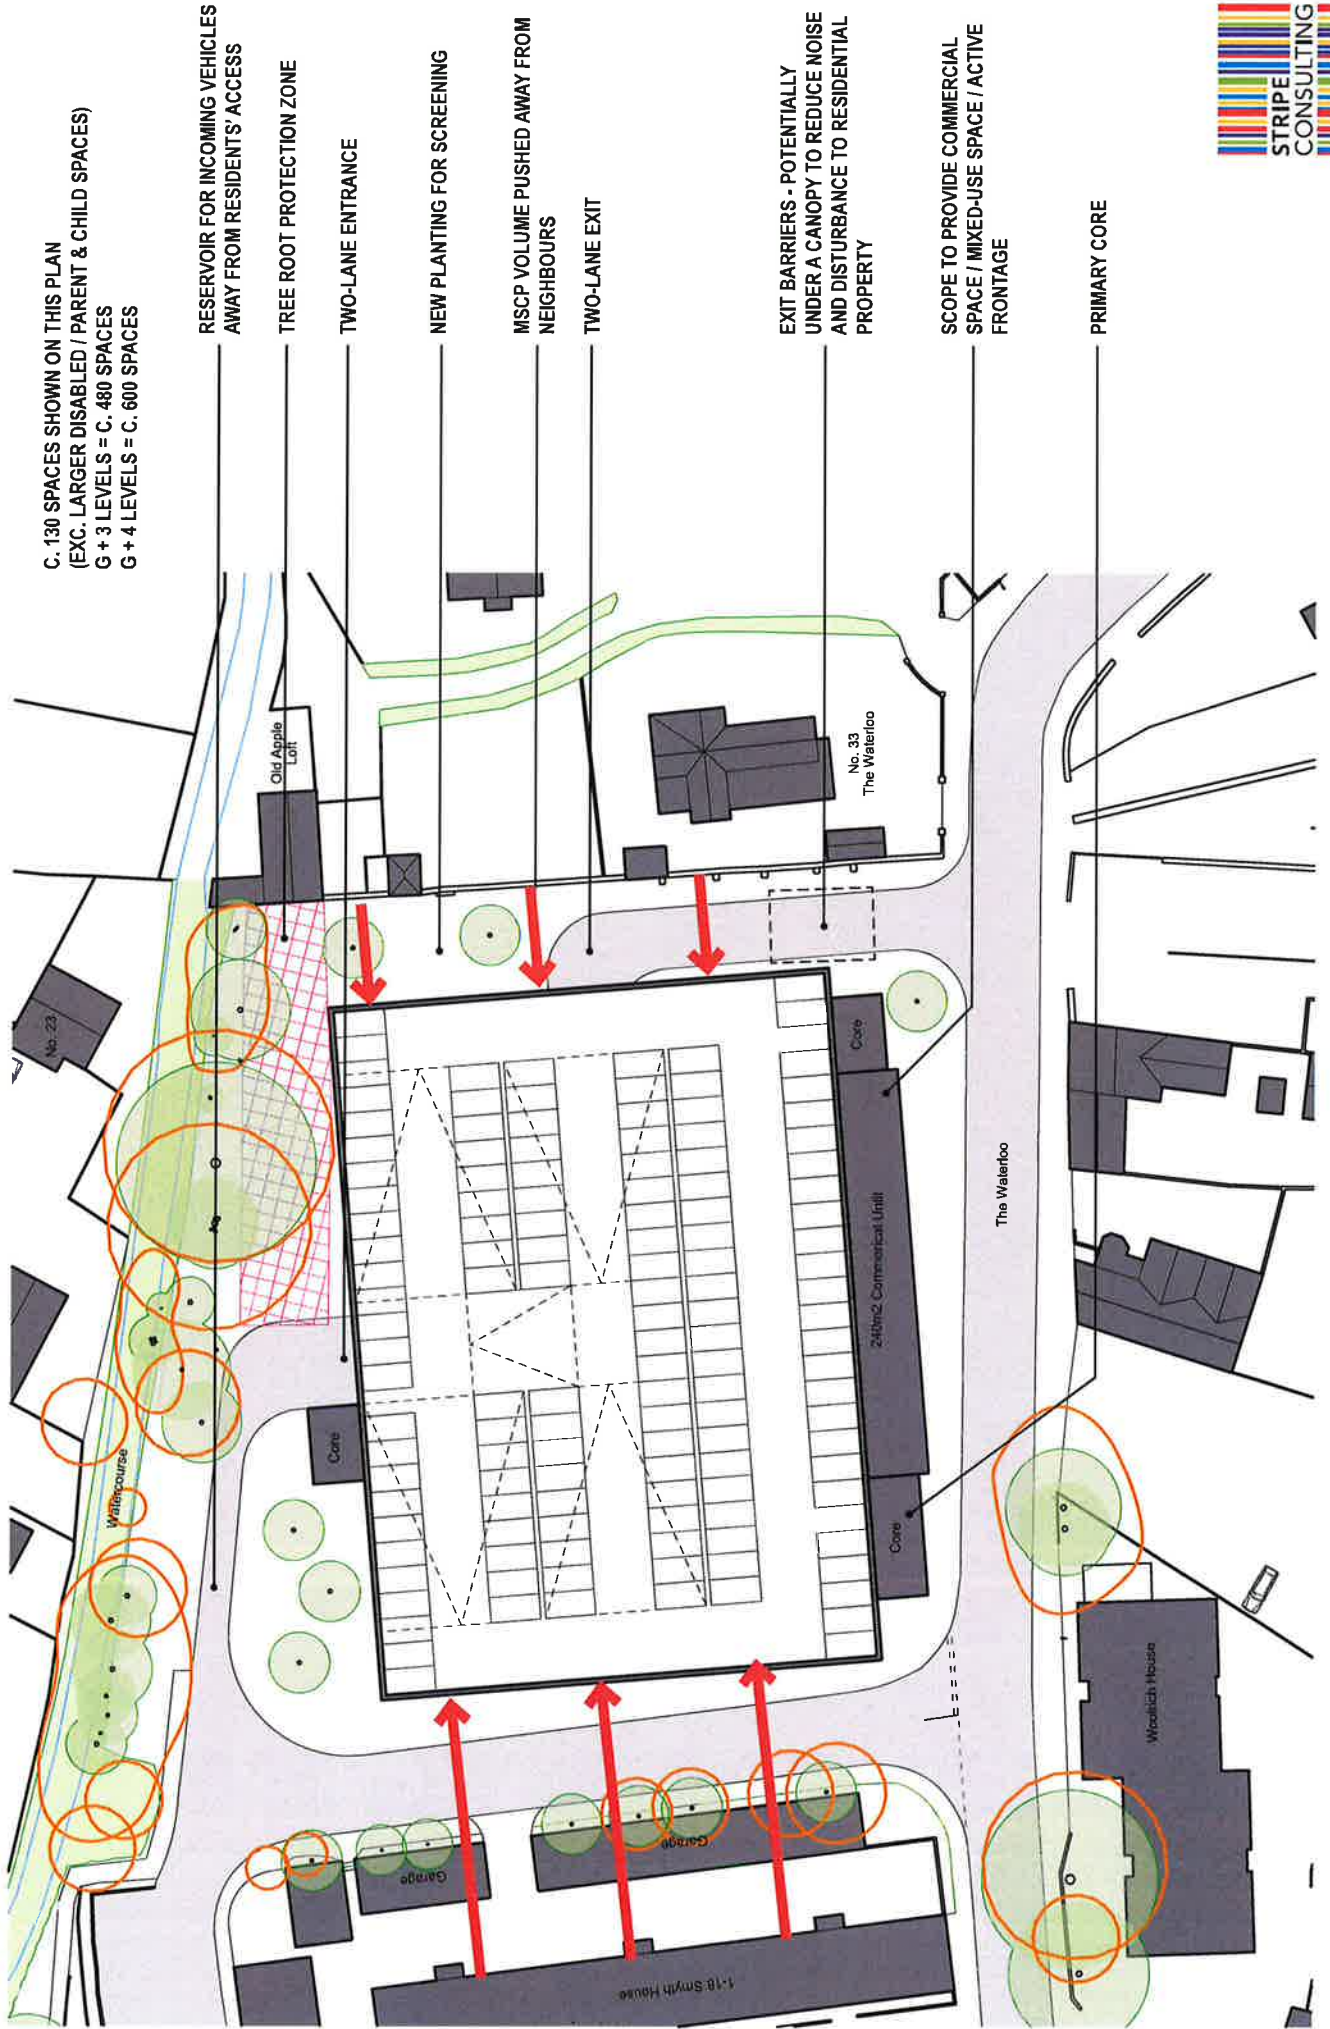 C. 130 SPACES SHOWN ON THIS PLAN
(EXC. LARGER DISABLED / PARENT & CHILD SPACES)
G + 3 LEVELS = C. 480 SPACES
G + 4 LEVELS = C. 600 SPACES
RESERVOIR FOR INCOMING VEHICLES
AWAY FROM RESIDENTS' ACCESS
TREE ROOT PROTECTION ZONE
TWO-LANE ENTRANCE
NEW PLANTING FOR SCREENING
MSCP VOLUME PUSHED AWAY FROM
NEIGHBOURS
TWO-LANE EXIT
EXIT BARRIERS - POTENTIALLY
UNDER A CANOPY TO REDUCE NOISE
AND DISTURBANCE TO RESIDENTIAL
PROPERTY
SCOPE TO PROVIDE COMMERCIAL
SPACE / MIXED-USE SPACE / ACTIVE
FRONTAGE
PRIMARY CORE
STRIPE
CONSULTING
No. 23
Old Apple
Loft
No. 33
The Waterloo
Watercourse
Core
Core
240m2 Commerical Untit
Core
The Waterloo
Garage
Garage
1-18 Smyth House
Woolrich House